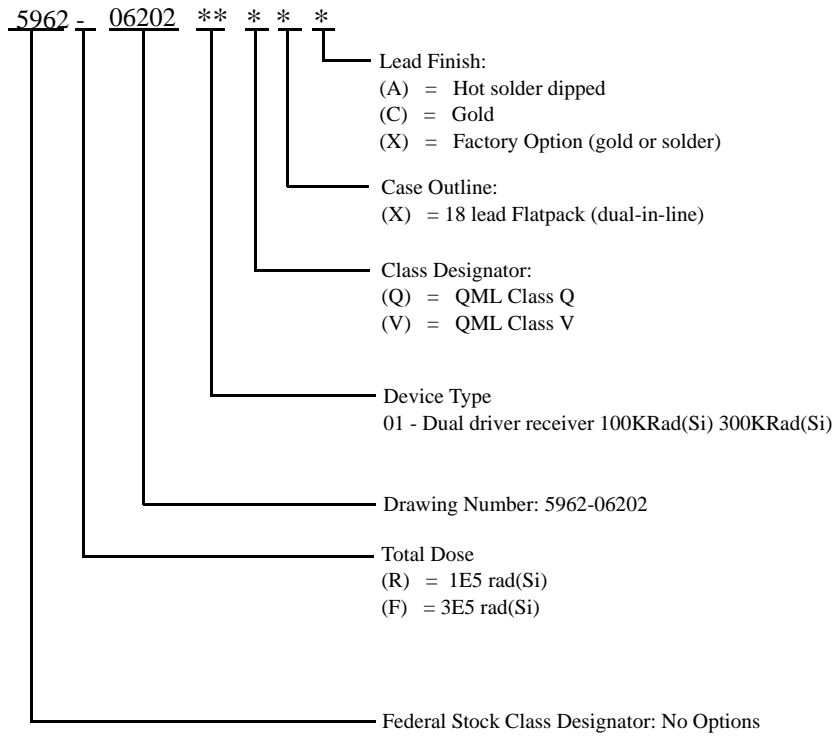 5962 - 06202 ** * * *
Lead Finish:
(A) = Hot solder dipped
(C) = Gold
(X) = Factory Option (gold or solder)
Case Outline:
(X) = 18 lead Flatpack (dual-in-line)
Class Designator:
(Q) = QML Class Q
(V) = QML Class V
Device Type
01 - Dual driver receiver 100KRad(Si) 300KRad(Si)
Drawing Number: 5962-06202
Total Dose
(R) = 1E5 rad(Si)
(F) = 3E5 rad(Si)
Federal Stock Class Designator: No Options